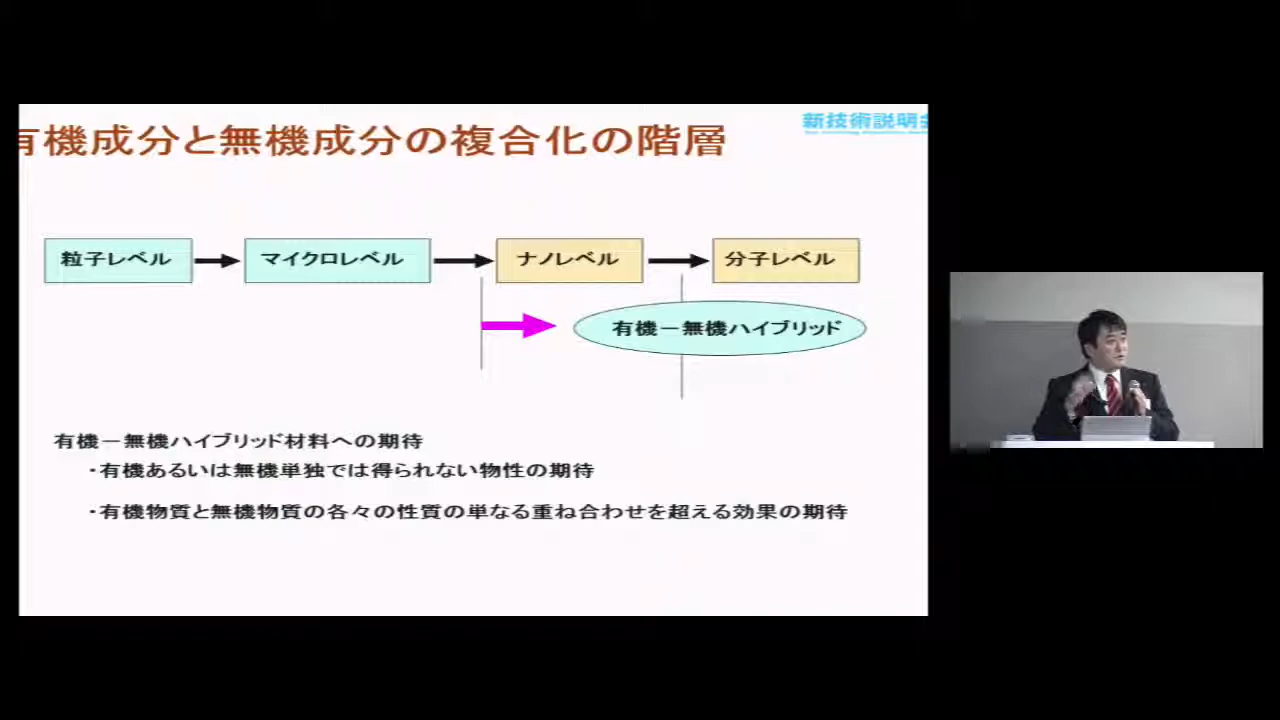 有機成分と無機成分の複合化の階層
新技術説明会
粒子レベル
マイクロレベル
ナノレベル
分子レベル
有機－無機ハイブリッド
有機－無機ハイブリッド材料への期待
・有機あるいは無機単独では得られない物性の期待
・有機物質と無機物質の各々の性質の単なる重ね合わせを超える効果の期待